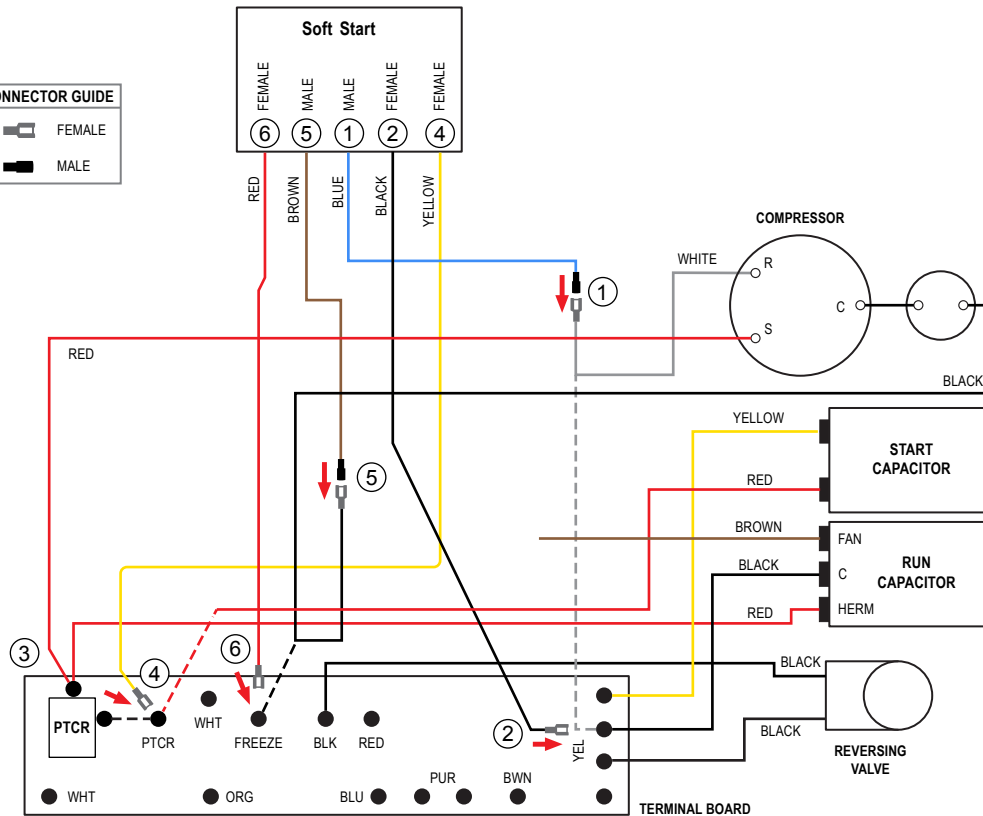 Soft Start
FEMALE
MALE
MALE
FEMALE
FEMALE
6
5
1
2
4
RED
BROWN
BLUE
BLACK
YELLOW
ONNECTOR GUIDE
FEMALE
MALE
COMPRESSOR
WHITE
R
C
S
1
RED
BLACK
YELLOW
START
CAPACITOR
RED
5
BROWN
FAN
BLACK
C
RUN
CAPACITOR
RED
HERM
3
4
6
2
PTCR
PTCR
WHT
FREEZE
BLK
RED
YEL
BLACK
BLACK
REVERSING
VALVE
WHT
ORG
BLU
PUR
BWN
TERMINAL BOARD